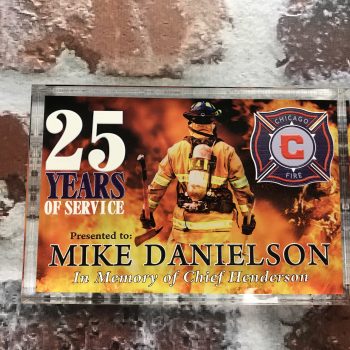 25
YEARS
OF SERVICE
CHICAGO
C
FIRE
Presented to:
MIKE DANIELSON
In Memory of Chief Henderson